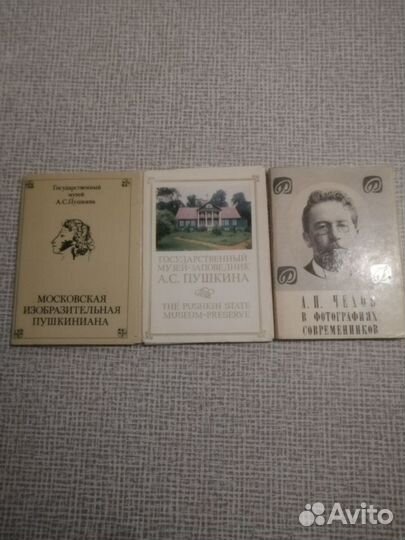 Государственный
музей
А.С.Пушкина
МОСКОВСКАЯ
ИЗОБРАЗИТЕЛЬНАЯ
ПУШКИНИАНА
ГОСУДАРСТВЕННЫЙ
МУЗЕЙ-ЗАПОВЕДНИК
А.С. ПУШКИНА
THE PUSHKIN STATE
MUSEUM-PRESERVE
А.П. ЧЕХОВ
В ФОТОГРАФИЯХ
СОВРЕМЕННИКОВ
Avito